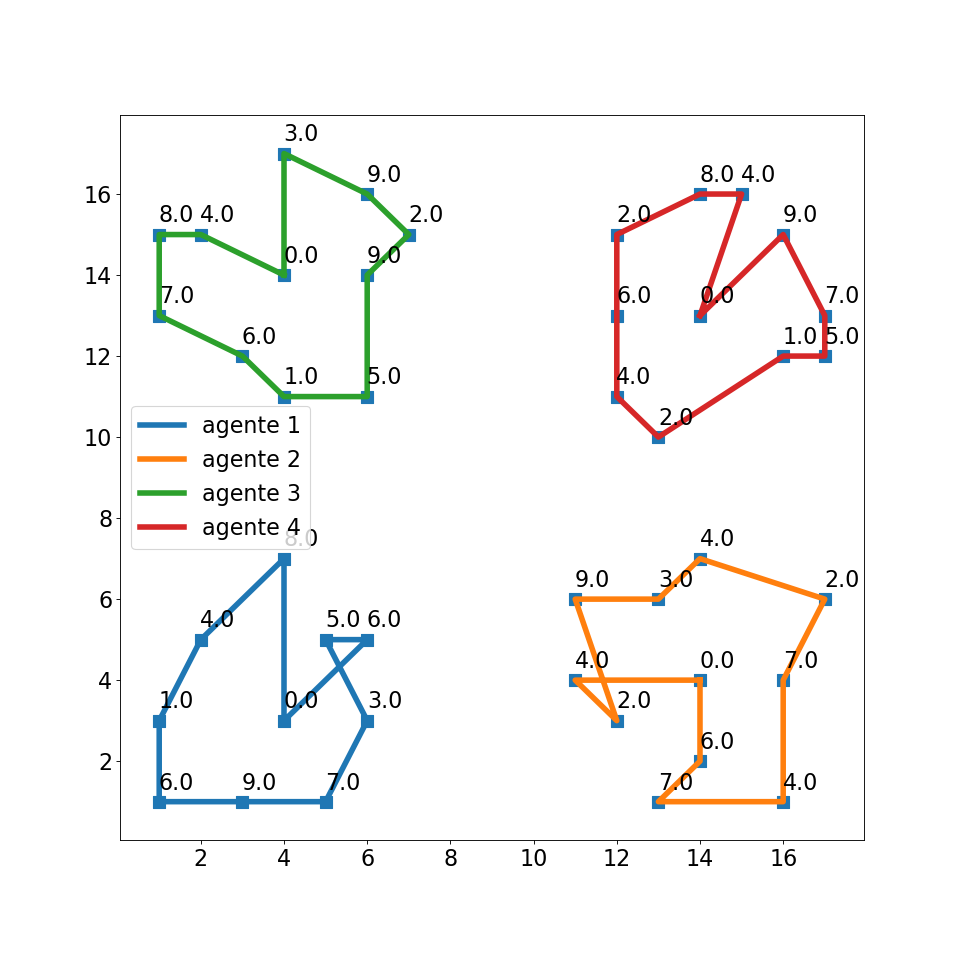 3.0
9.0
8.0 4.0
8.0 4.0 2.0
2.0 9.0
0.0 9.0
7.0 6.0 0.0 7.0
6.0 1.0 5.0
1.0 5.0 4.0
2.0
agente 1
agente 2
agente 3
agente 4
8.0 4.0
9.0 3.0 2.0
4.0 5.0 6.0
4.0 0.0 7.0
1.0 0.0 3.0 2.0
6.0
6.0 9.0 7.0 7.0 4.0
16
14
12
10
8
6
4
2
2 4 6 8 10 12 14 16